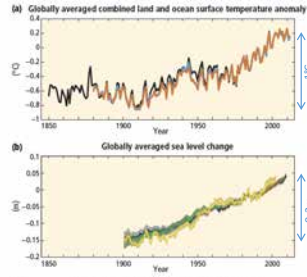 (a) Globally averaged combined land and ocean surface temperature anomaly
0.4
0.2
0
−0.2
−0.4
−0.6
−0.8
−1
(°C)
1850 1900 1950 2000
Year
(b) Globally averaged sea level change
0.1
0.05
0
−0.05
−0.1
−0.15
−0.2
(m)
1850 1900 1950 2000
Year